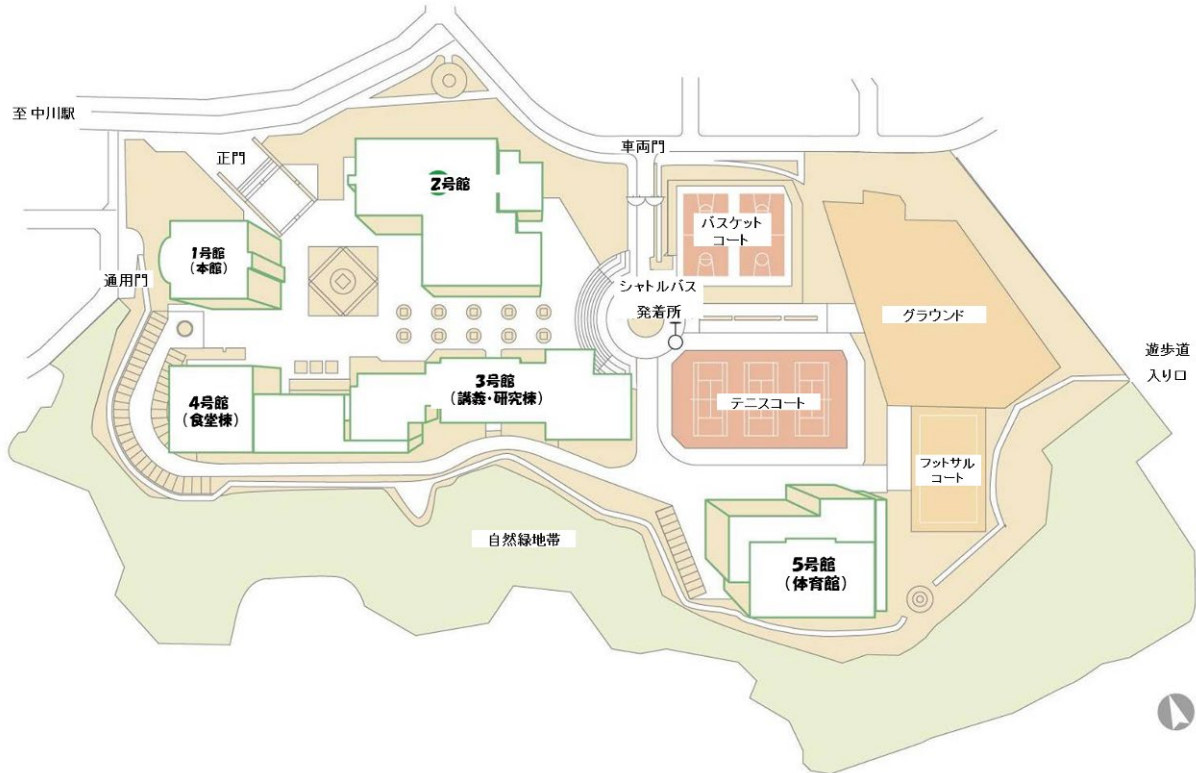 至 中川駅
正門
車両門
2号館
バスケット
コート
1号館
(本館)
通用門
シャトルバス
発着所
グラウンド
遊歩道
入り口
3号館
(講義・研究棟)
4号館
(食堂棟)
テニスコート
フットサル
コート
自然緑地帯
5号館
(体育館)